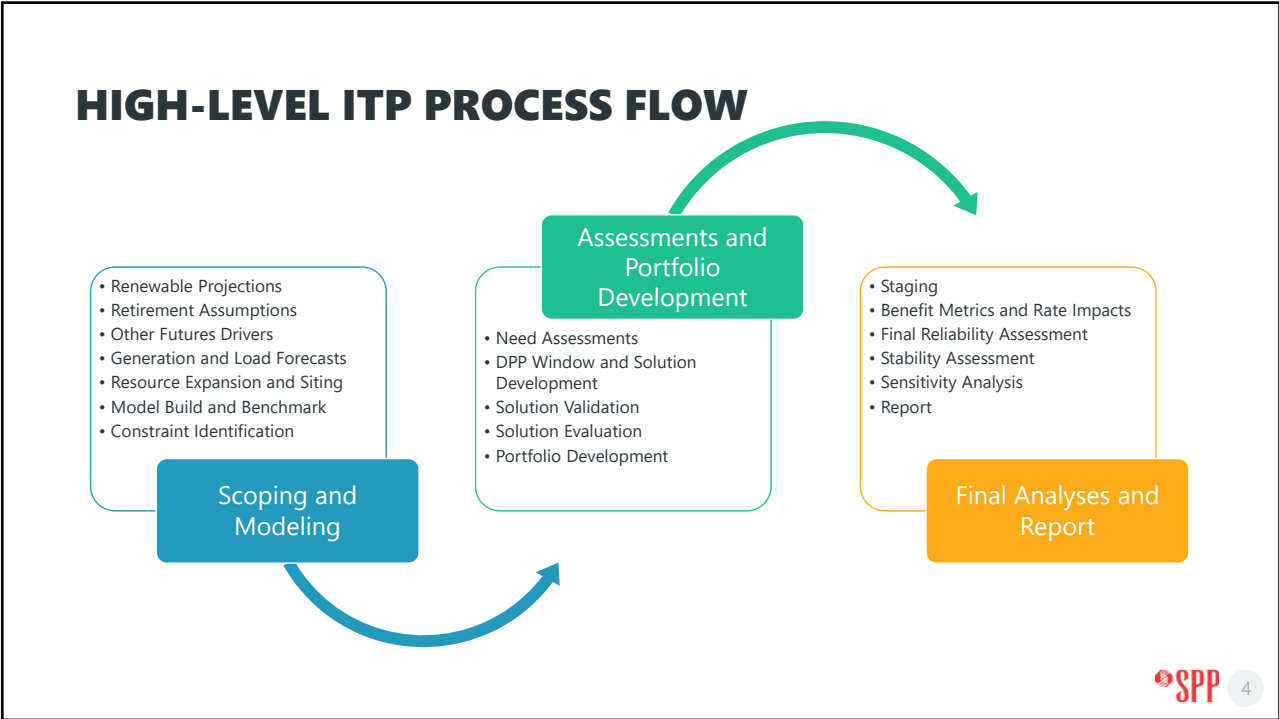 HIGH-LEVEL ITP PROCESS FLOW
• Renewable Projections
• Retirement Assumptions
• Other Futures Drivers
• Generation and Load Forecasts
• Resource Expansion and Siting
• Model Build and Benchmark
• Constraint Identification
Scoping and
Modeling
Assessments and
Portfolio
Development
• Need Assessments
• DPP Window and Solution
Development
• Solution Validation
• Solution Evaluation
• Portfolio Development
• Staging
• Benefit Metrics and Rate Impacts
• Final Reliability Assessment
• Stability Assessment
• Sensitivity Analysis
• Report
Final Analyses and
Report
SPP
4